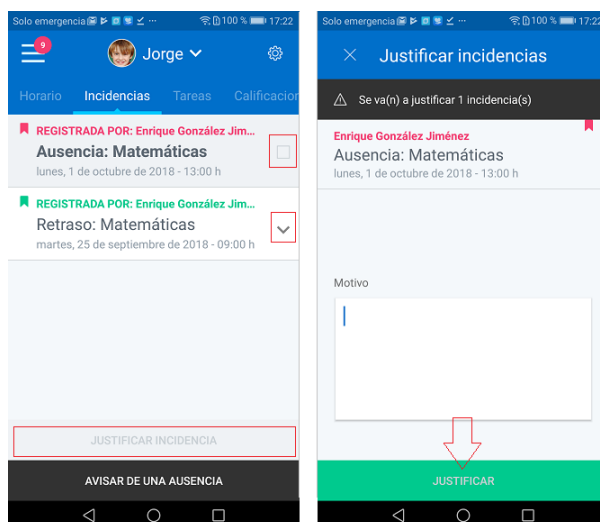 Solo emergencia 100 % 17:22
9
Jorge
Horario Incidencias Tareas Calificacion
REGISTRADA POR: Enrique González Jim...
Ausencia: Matemáticas
lunes, 1 de octubre de 2018 - 13:00 h
REGISTRADA POR: Enrique González Jim...
Retraso: Matemáticas
martes, 25 de septiembre de 2018 - 09:00 h
JUSTIFICAR INCIDENCIA
AVISAR DE UNA AUSENCIA
Solo emergencia 100 % 17:22
Justificar incidencias
Se va(n) a justificar 1 incidencia(s)
Enrique González Jiménez
Ausencia: Matemáticas
lunes, 1 de octubre de 2018 - 13:00 h
Motivo
JUSTIFICAR